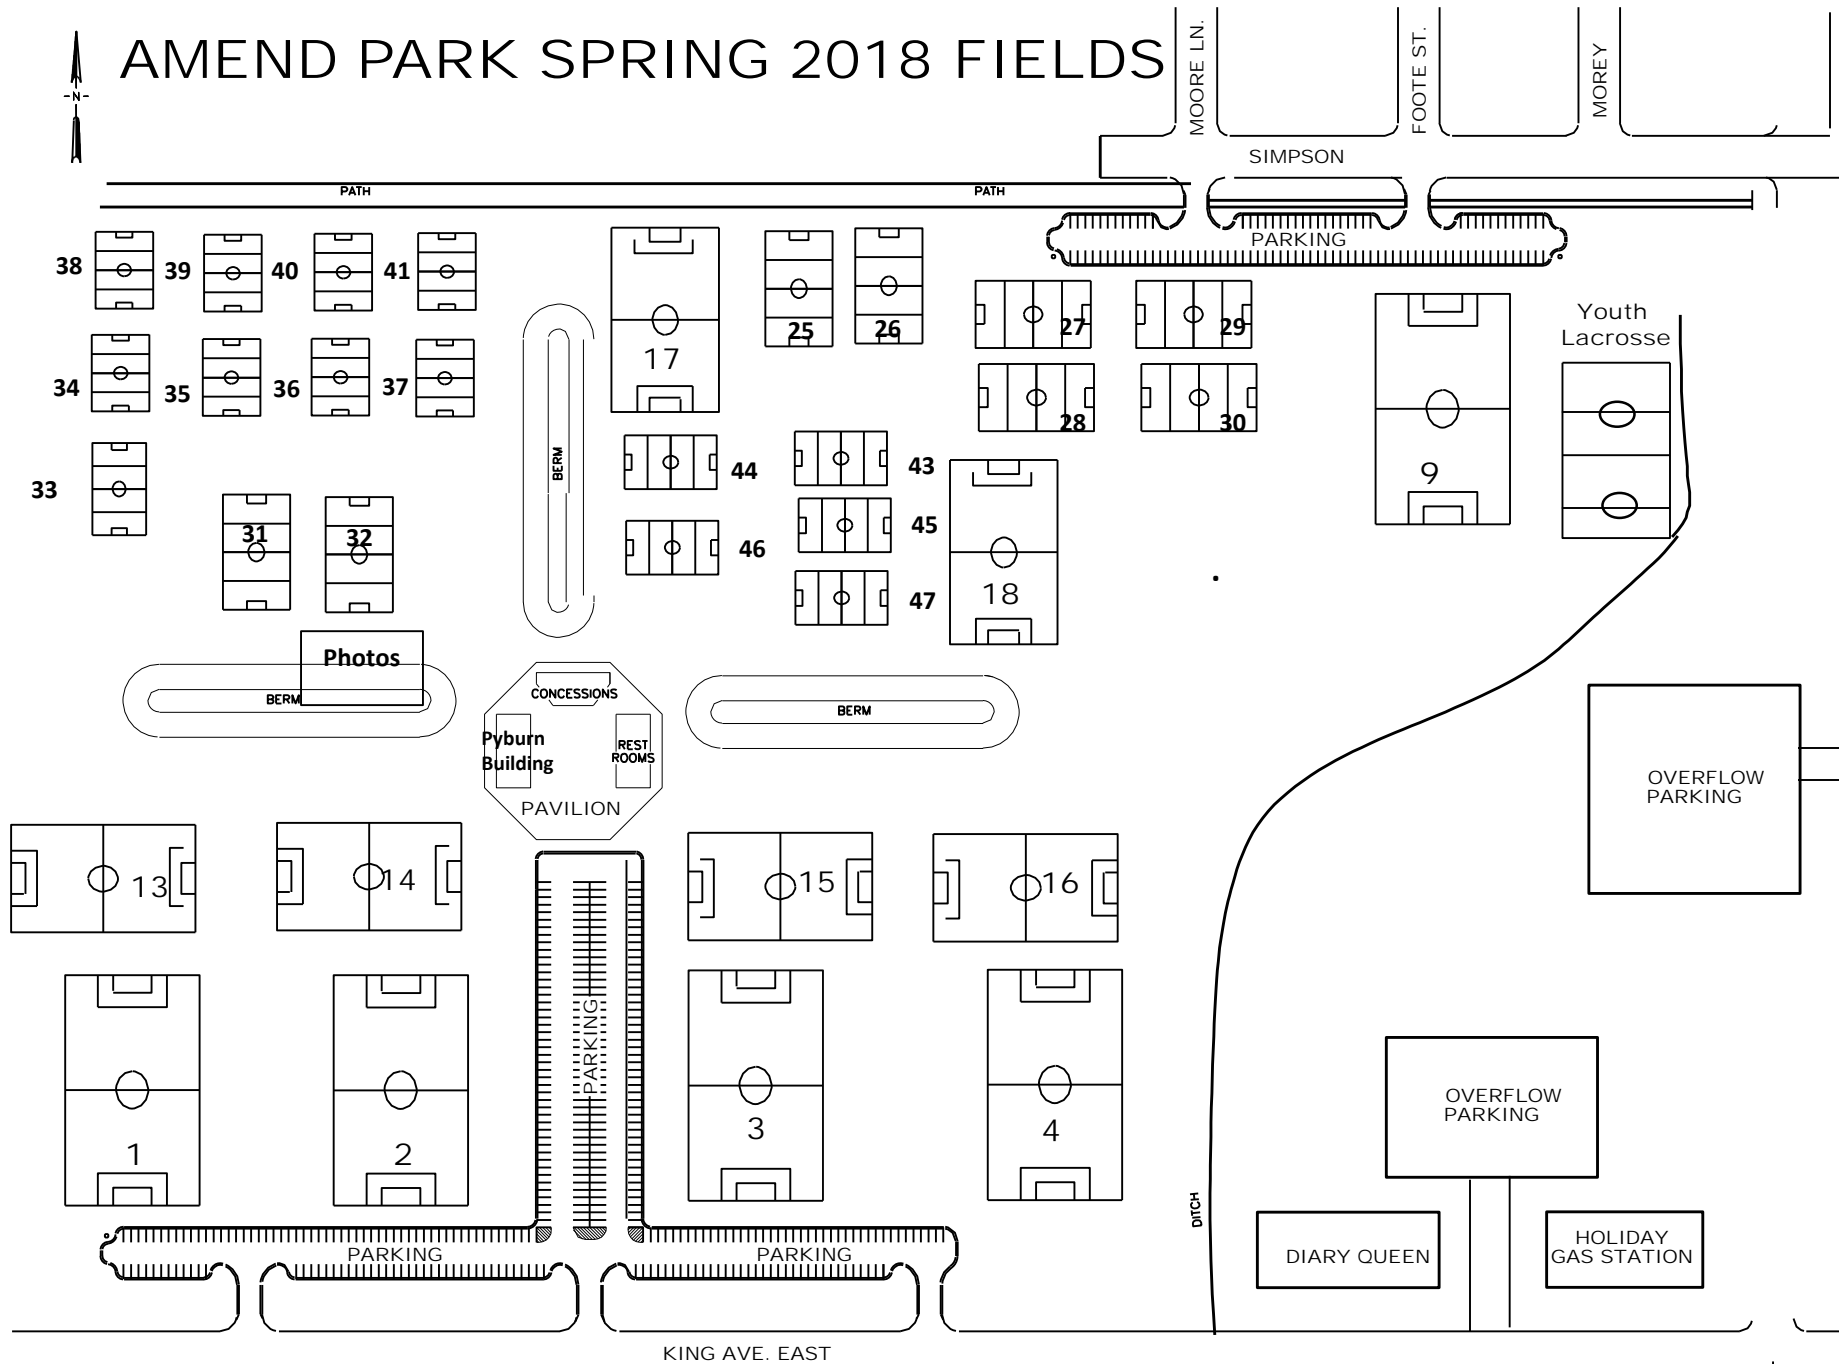 AMEND PARK SPRING 2018 FIELDS
N
MOORE LN.
FOOTE ST.
MOREY
SIMPSON
PATH
PATH
PARKING
38
39
40
41
17
25
26
27
29
Youth
Lacrosse
34
35
36
37
28
30
9
33
31
32
BERM
44
43
46
45
47
18
Photos
BERM
CONCESSIONS
Pyburn
Building
REST
ROOMS
PAVILION
BERM
OVERFLOW
PARKING
13
14
15
16
PARKING
1
2
3
4
OVERFLOW
PARKING
DITCH
PARKING
PARKING
DIARY QUEEN
HOLIDAY
GAS STATION
KING AVE. EAST